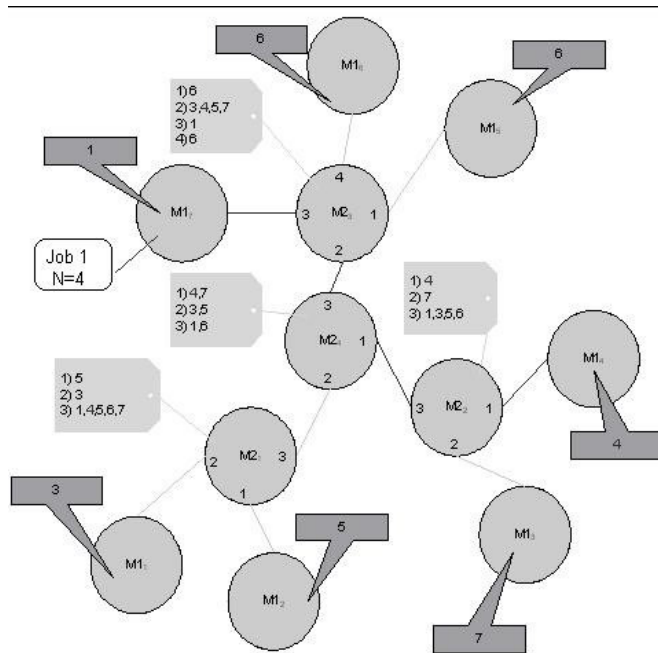 6
M1₆
6
M1₅
1) 6
2) 3,4,5,7
3) 1
4) 6
1
4
M1₇
3
M2₃
1
2
Job 1
N=4
1) 4,7
2) 3,5
3) 1,6
3
M2₄
1
2
1) 4
2) 7
3) 1,3,5,6
M1₄
M2₂
3
1
2
4
1) 5
2) 3
3) 1,4,5,6,7
M2₁
2
3
1
3
5
M1₁
M1₂
M1₃
7